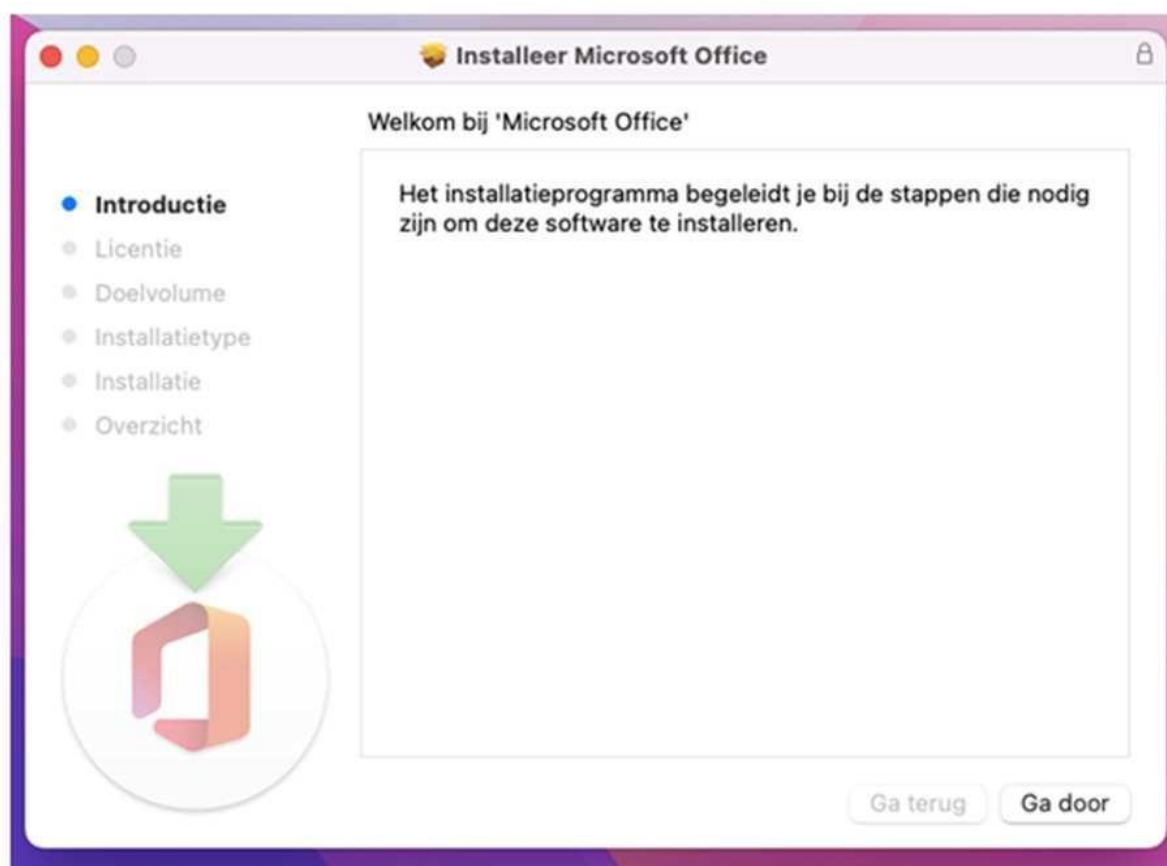 Installeer Microsoft Office
Welkom bij 'Microsoft Office'
Introductie
Licentie
Doelvolume
Installatietype
Installatie
Overzicht
Het installatieprogramma begeleidt je bij de stappen die nodig
zijn om deze software te installeren.
Ga terug
Ga door